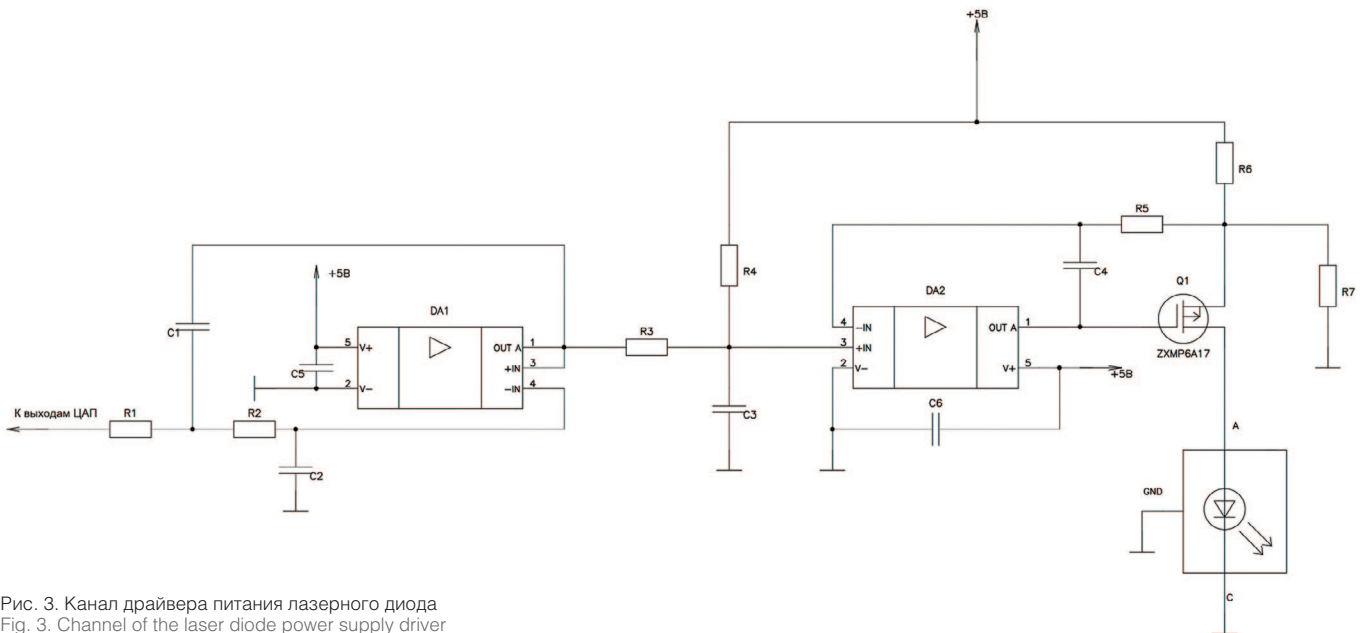 +5В
R6
R5
R4
C4
Q1
R7
+5В
DA1
DA2
C1
R3
4 -IN
OUT A 1
5 V+
OUT A 1
3 +IN
ZXMP6A17
C5
+IN 3
2 V-
V+ 5
+5В
2 V-
-IN 4
К выходам ЦАП
R1
R2
C3
C6
A
C2
GND
C
Рис. 3. Канал драйвера питания лазерного диода
Fig. 3. Channel of the laser diode power supply driver